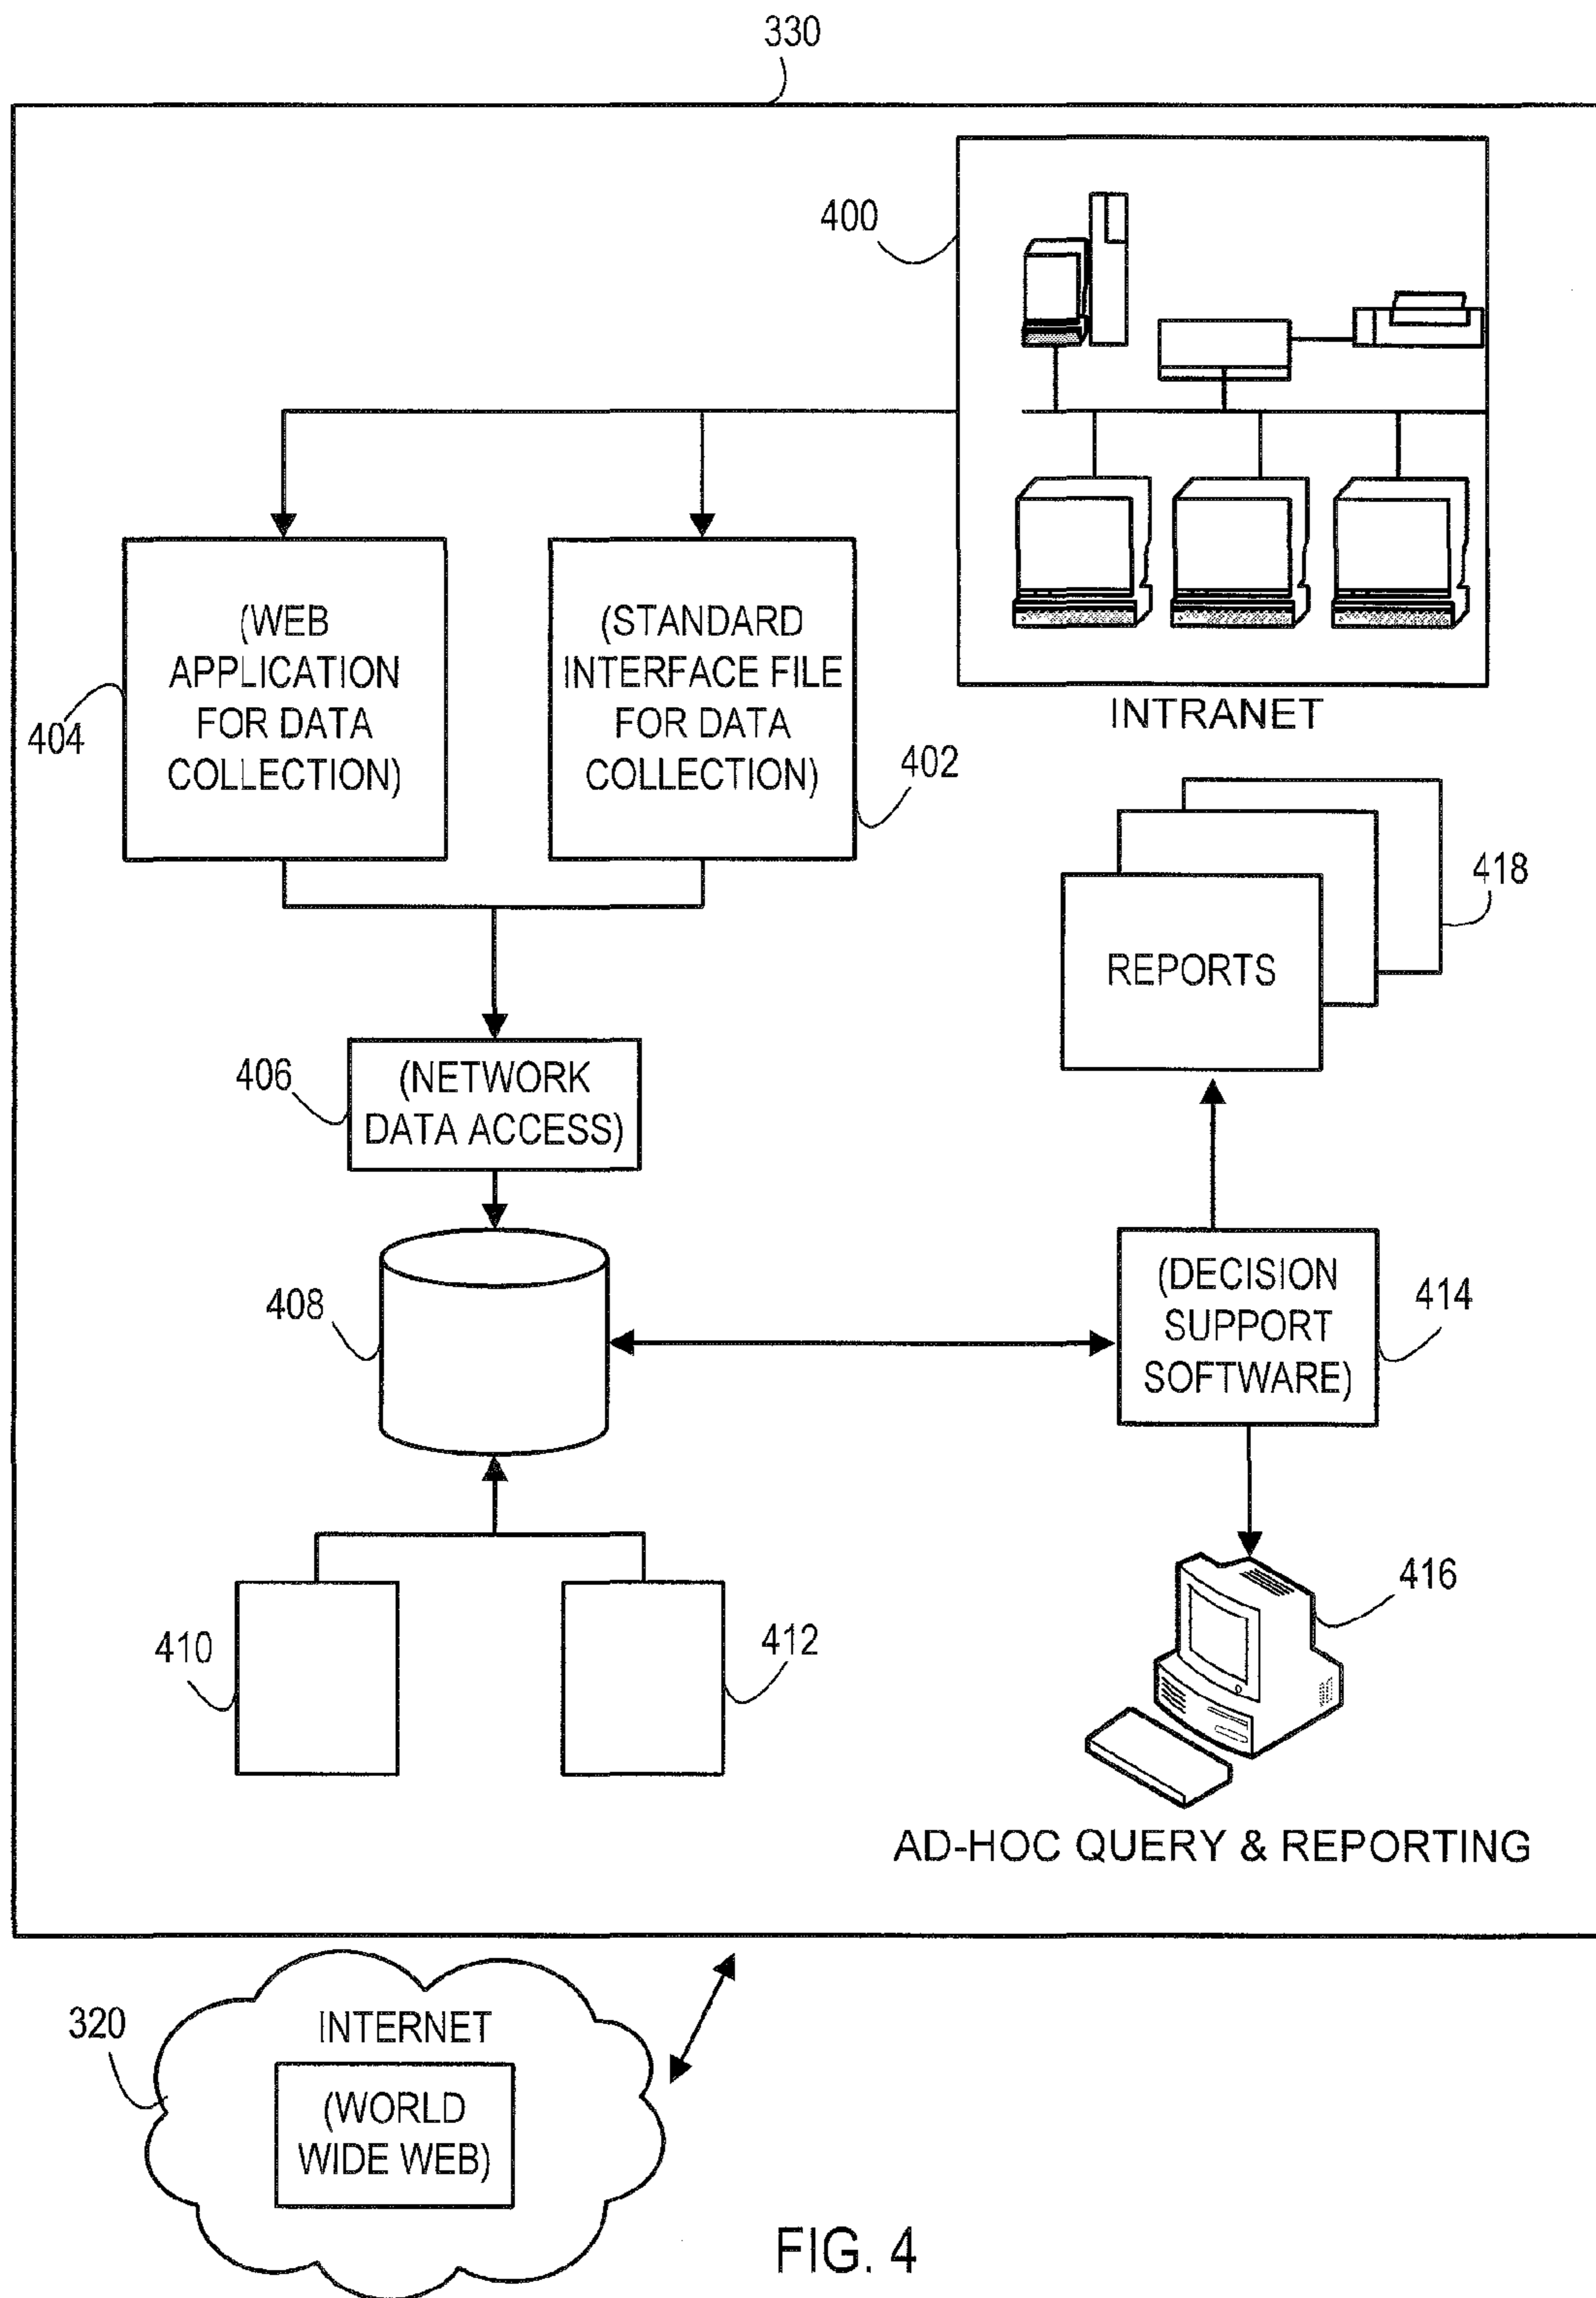 330
400
(WEB
APPLICATION
FOR DATA
COLLECTION)
404
(STANDARD
INTERFACE FILE
FOR DATA
COLLECTION)
402
INTRANET
418
REPORTS
406
(NETWORK
DATA ACCESS)
408
(DECISION
SUPPORT
SOFTWARE)
414
410
412
416
AD-HOC QUERY & REPORTING
320
INTERNET
(WORLD
WIDE WEB)
FIG. 4